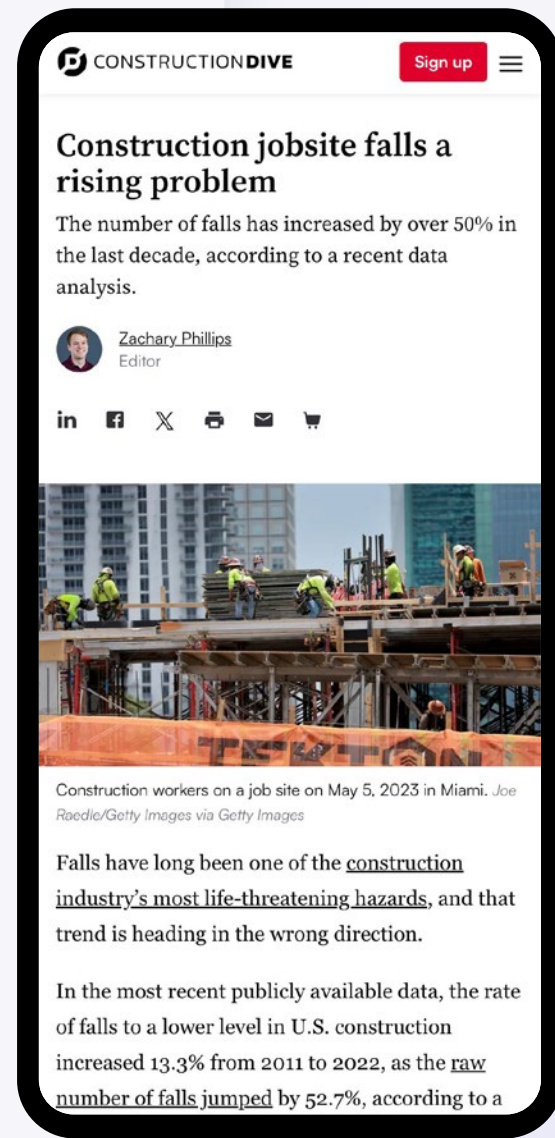 CONSTRUCTIONDIVE
Sign up
Construction jobsite falls a
rising problem
The number of falls has increased by over 50% in
the last decade, according to a recent data
analysis.
Zachary Phillips
Editor
TEKTON
Construction workers on a job site on May 5, 2023 in Miami. Joe
Raedle/Getty Images via Getty Images
Falls have long been one of the construction
industry's most life-threatening hazards, and that
trend is heading in the wrong direction.
In the most recent publicly available data, the rate
of falls to a lower level in U.S. construction
increased 13.3% from 2011 to 2022, as the raw
number of falls jumped by 52.7%, according to a